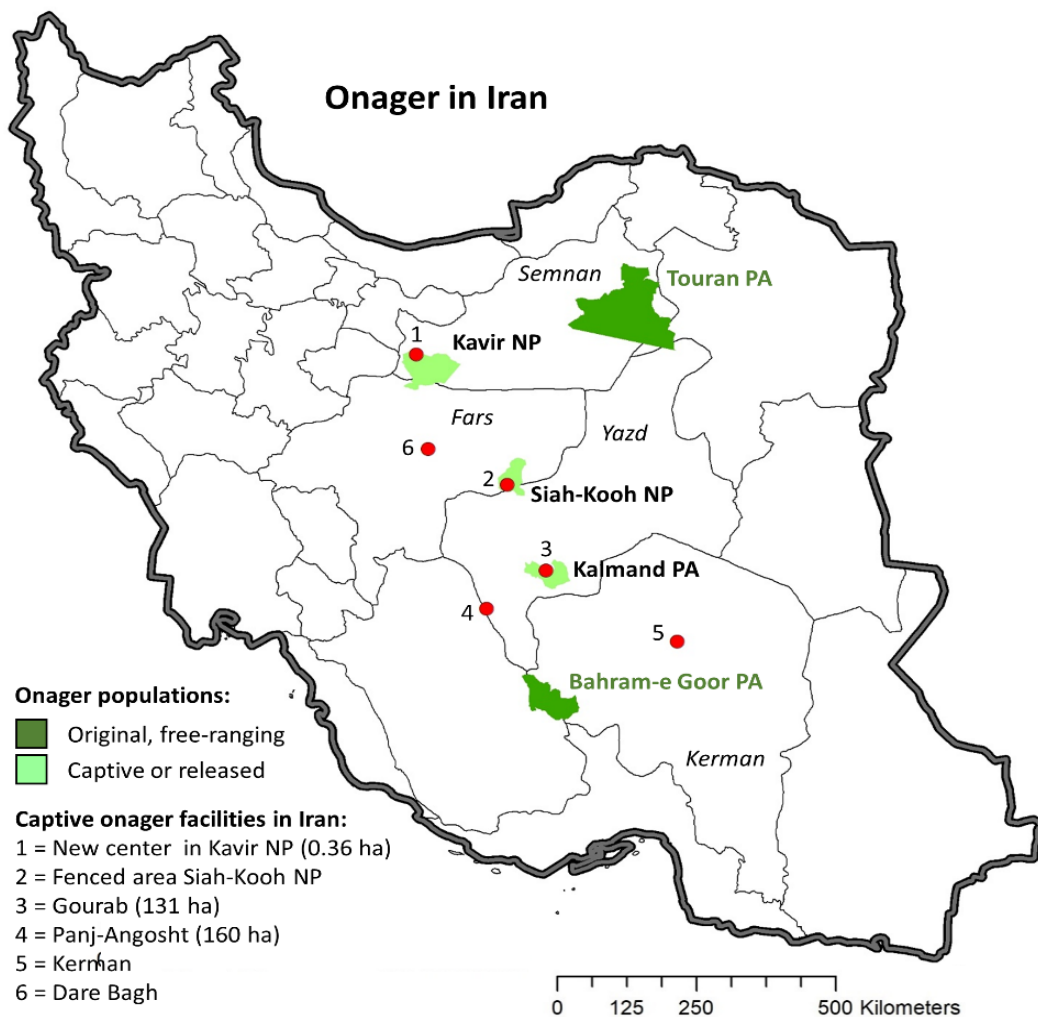 Onager in Iran
Semnan
Touran PA
1
Kavir NP
Fars
Yazd
6
2
Siah-Kooh NP
3
Kalmand PA
4
5
Bahram-e Goor PA
Kerman
Onager populations:
Original, free-ranging
Captive or released
Captive onager facilities in Iran:
1 = New center in Kavir NP (0.36 ha)
2 = Fenced area Siah-Kooh NP
3 = Gourab (131 ha)
4 = Panj-Angosht (160 ha)
5 = Kerman
6 = Dare Bagh
0 125 250 500 Kilometers